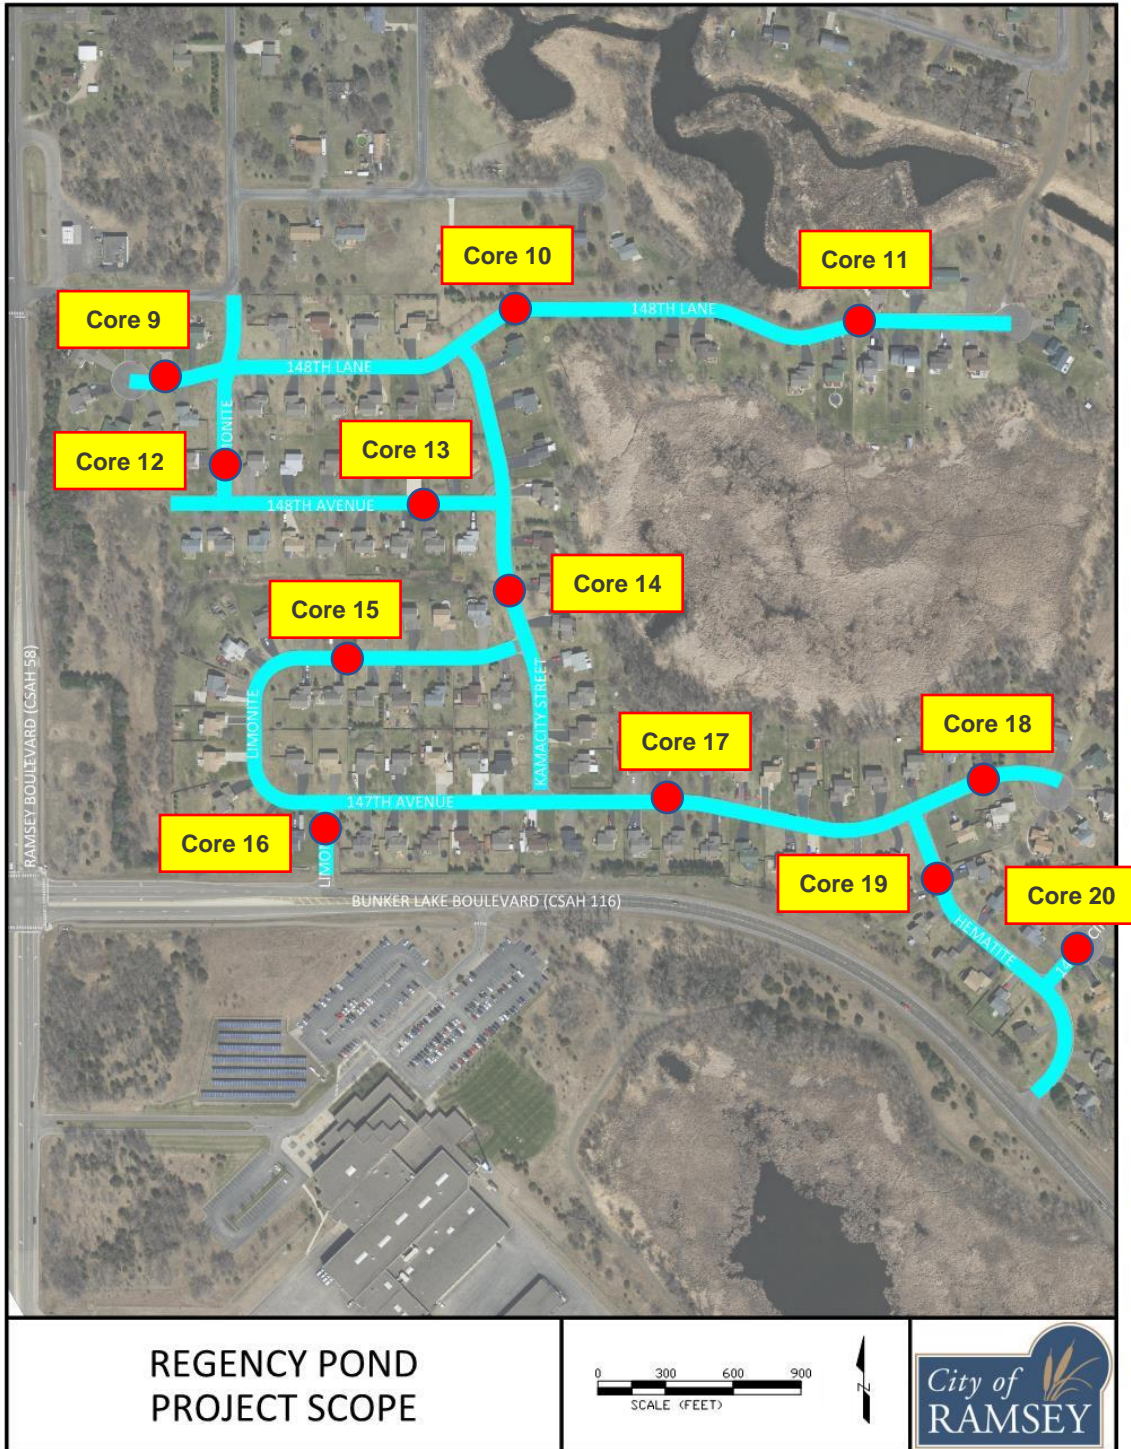 Core 10
Core 11
Core 9
148TH LANE
148TH LANE
Core 13
Core 12
148TH AVENUE
Core 14
Core 15
RAMSEY BOULEVARD (CSAH 58)
LIMONITE
KAMACITY STREET
Core 18
Core 17
147TH AVENUE
Core 16
Core 19
Core 20
BUNKER LAKE BOULEVARD (CSAH 116)
HEMATITE
REGENCY POND
PROJECT SCOPE
0 300 600 900
SCALE (FEET)
N
City of
RAMSEY